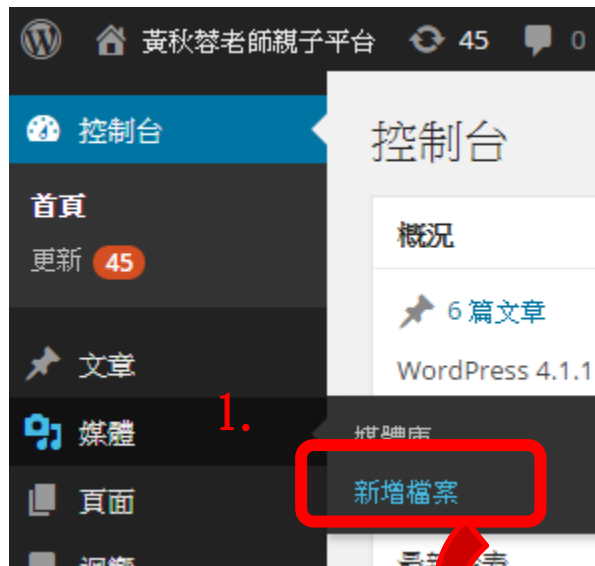 黃秋蓉老師親子平台 45 0
控制台
控制台
首頁
更新 45
概況
6 篇文章
WordPress 4.1.1
文章
1.
媒體
媒體庫
新增檔案
頁面